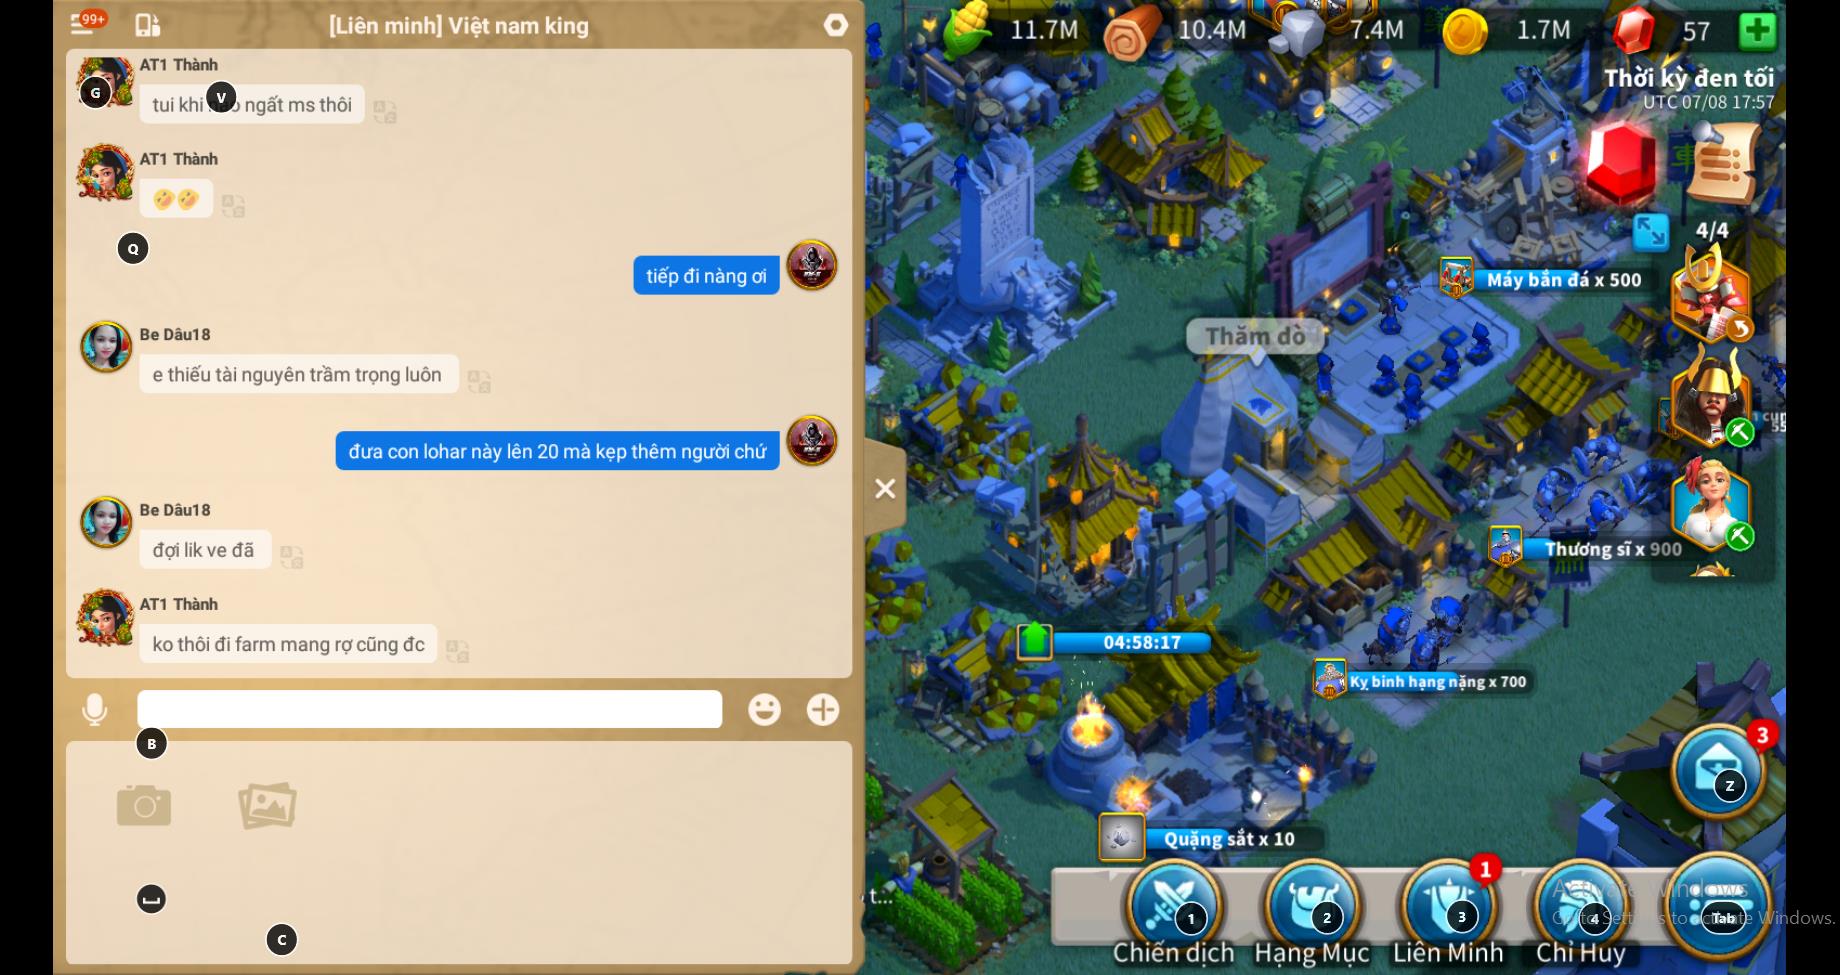 99+
[Liên minh] Việt nam king
AT1 Thành
G
V
tui khi nào ngất ms thôi
AT1 Thành
🤣🤣
Q
tiếp đi nàng ơi
Be Dâu18
e thiếu tài nguyên trầm trọng luôn
đưa con lohar này lên 20 mà kẹp thêm người chứ
Be Dâu18
đợi lik ve đã
AT1 Thành
ko thôi đi farm mang rợ cũng đc
B
C
11.7M
10.4M
7.4M
1.7M
57
Thời kỳ đen tối
UTC 07/08 17:57
4/4
Máy bắn đá x 500
Thăm dò
Thương sĩ x 900
04:58:17
Kỵ binh hạng nặng x 700
3
Z
Quặng sắt x 10
t...
1
1
2
3
4
Tab
Activate Windows
Go to Settings to activate Windows.
Chiến dịch
Hạng Mục
Liên Minh
Chỉ Huy